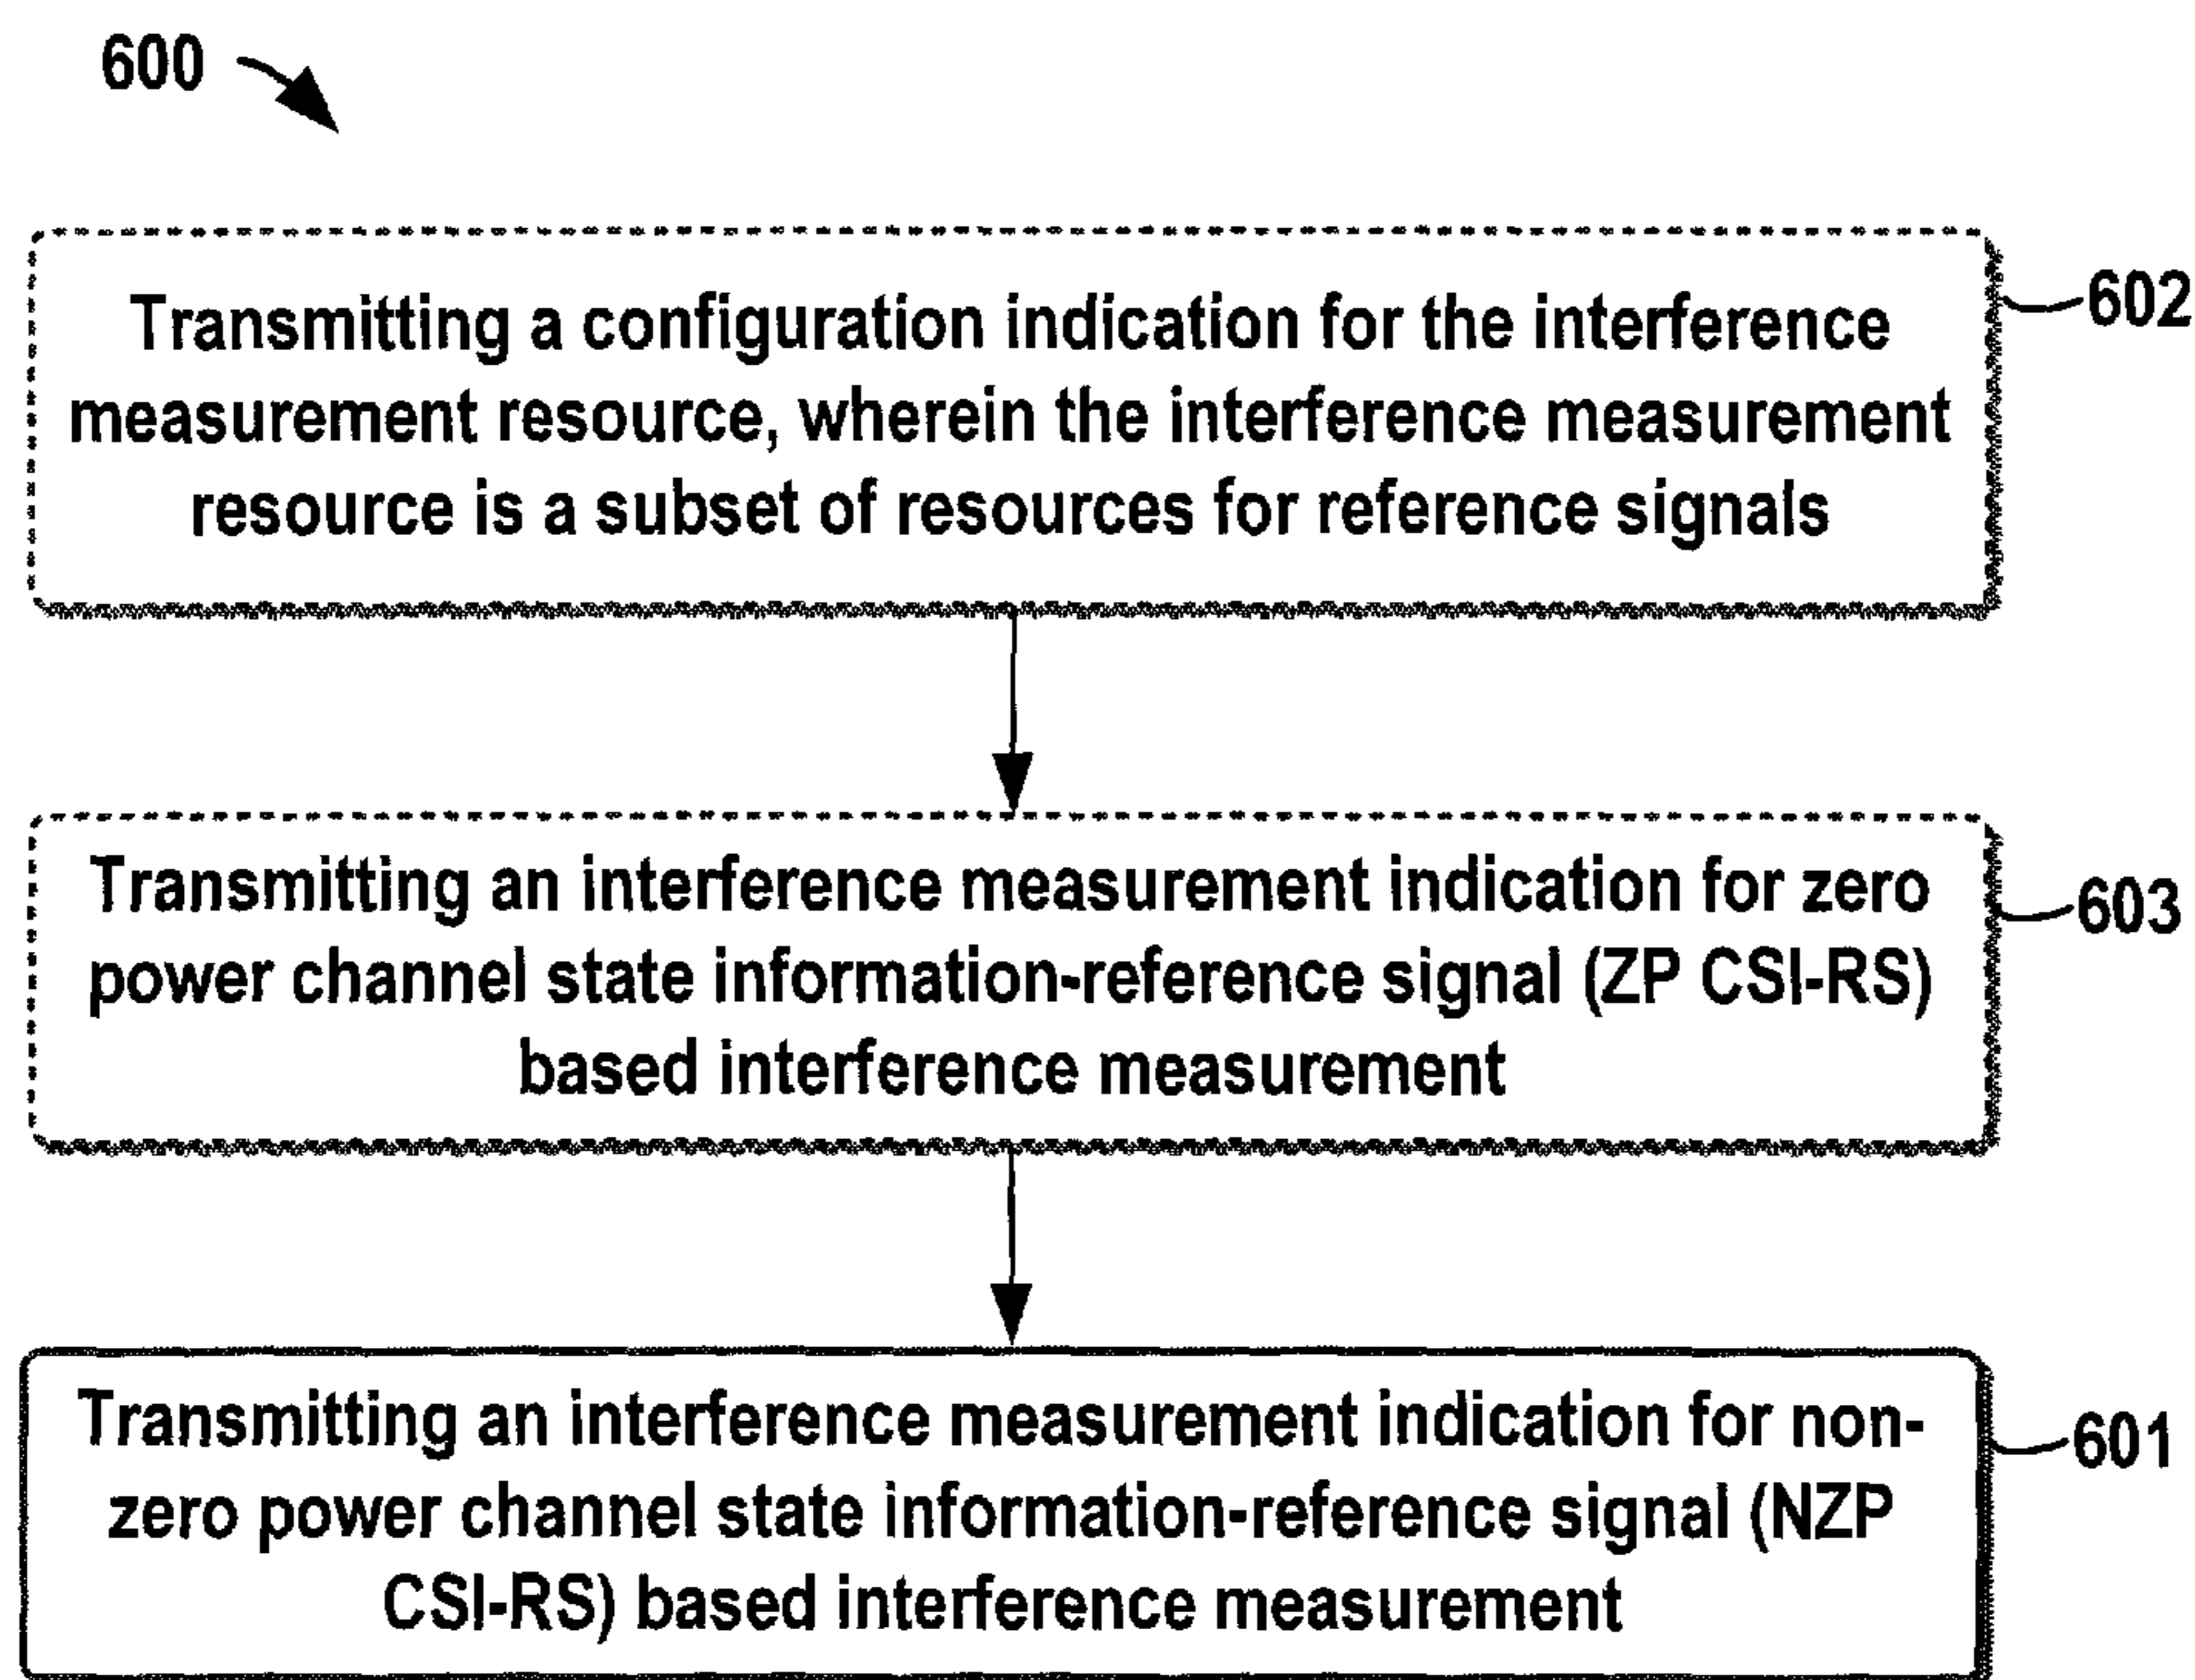 600
Transmitting a configuration indication for the interference
measurement resource, wherein the interference measurement
resource is a subset of resources for reference signals
602
Transmitting an interference measurement indication for zero
power channel state information-reference signal (ZP CSI-RS)
based interference measurement
603
Transmitting an interference measurement indication for non-
zero power channel state information-reference signal (NZP
CSI-RS) based interference measurement
601